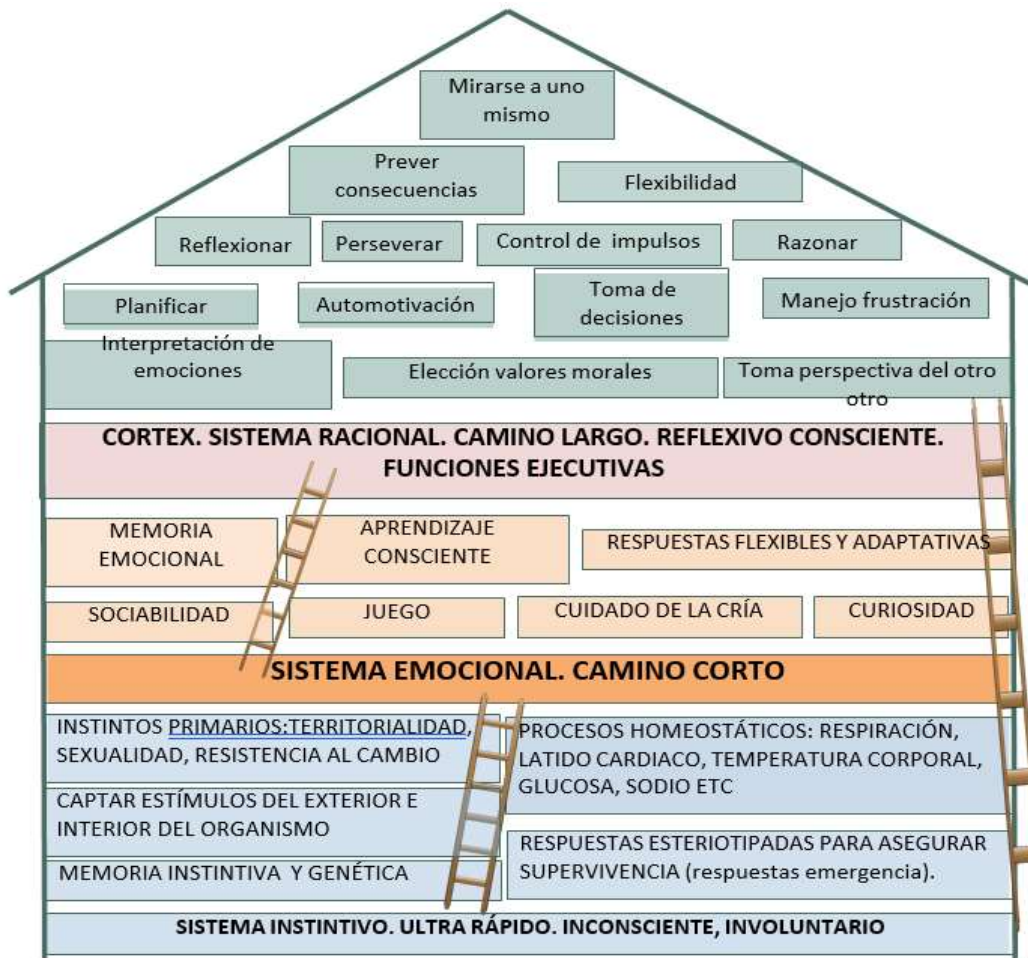 Mirarse a uno
mismo
Prever
consecuencias
Flexibilidad
Reflexionar
Perseverar
Control de impulsos
Razonar
Planificar
Automotivación
Toma de
decisiones
Manejo frustración
Interpretación de
emociones
Elección valores morales
Toma perspectiva del otro
otro
CORTEX. SISTEMA RACIONAL. CAMINO LARGO. REFLEXIVO CONSCIENTE.
FUNCIONES EJECUTIVAS
MEMORIA
EMOCIONAL
APRENDIZAJE
CONSCIENTE
RESPUESTAS FLEXIBLES Y ADAPTATIVAS
SOCIABILIDAD
JUEGO
CUIDADO DE LA CRÍA
CURIOSIDAD
SISTEMA EMOCIONAL. CAMINO CORTO
INSTINTOS PRIMARIOS:TERRITORIALIDAD,
SEXUALIDAD, RESISTENCIA AL CAMBIO
PROCESOS HOMEOSTÁTICOS: RESPIRACIÓN,
LATIDO CARDIACO, TEMPERATURA CORPORAL,
GLUCOSA, SODIO ETC
CAPTAR ESTÍMULOS DEL EXTERIOR E
INTERIOR DEL ORGANISMO
RESPUESTAS ESTERIOTIPADAS PARA ASEGURAR
SUPERVIVENCIA (respuestas emergencia).
MEMORIA INSTINTIVA Y GENÉTICA
SISTEMA INSTINTIVO. ULTRA RÁPIDO. INCONSCIENTE, INVOLUNTARIO